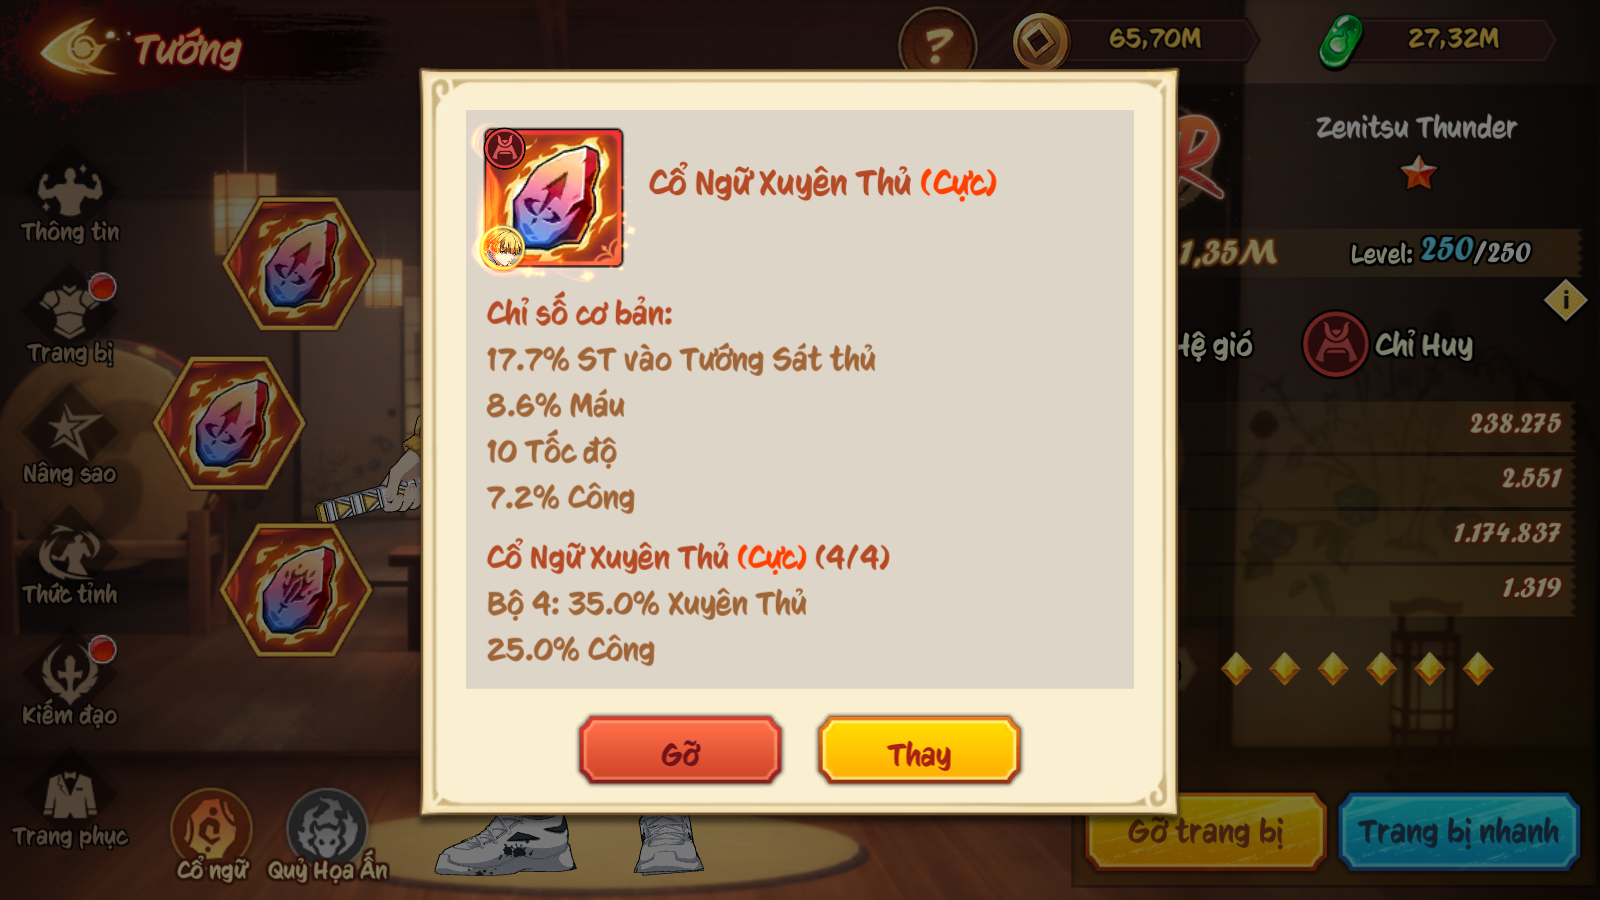 Tướng
?
65,70M
27,32M
Zenitsu Thunder
Cổ Ngữ Xuyên Thủ (Cực)
Thông tin
1,35M
Level: 250/250
i
Chỉ số cơ bản:
Trang bị
Hệ gió
Chỉ Huy
17.7% ST vào Tướng Sát thủ
8.6% Máu
238.275
10 Tốc độ
Nâng sao
2.551
7.2% Công
1.174.837
Cổ Ngữ Xuyên Thủ (Cực) (4/4)
Thức tỉnh
1.319
Bộ 4: 35.0% Xuyên Thủ
25.0% Công
Kiếm đạo
Gỡ
Thay
Trang phục
Gỡ trang bị
Trang bị nhanh
Cổ ngữ
Quỷ Họa Ấn